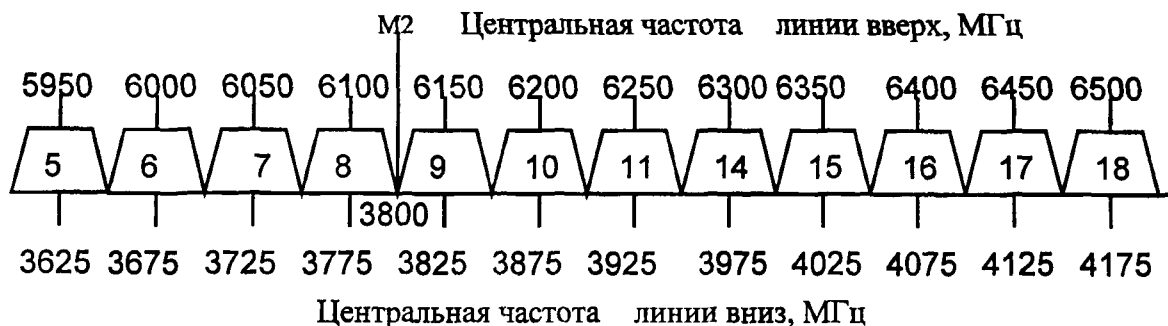 М2 Центральная частота линии вверх, МГц
5950 6000 6050 6100 6150 6200 6250 6300 6350 6400 6450 6500
5 6 7 8 9 10 11 14 15 16 17 18
3800
3625 3675 3725 3775 3825 3875 3925 3975 4025 4075 4125 4175
Центральная частота линии вниз, МГц